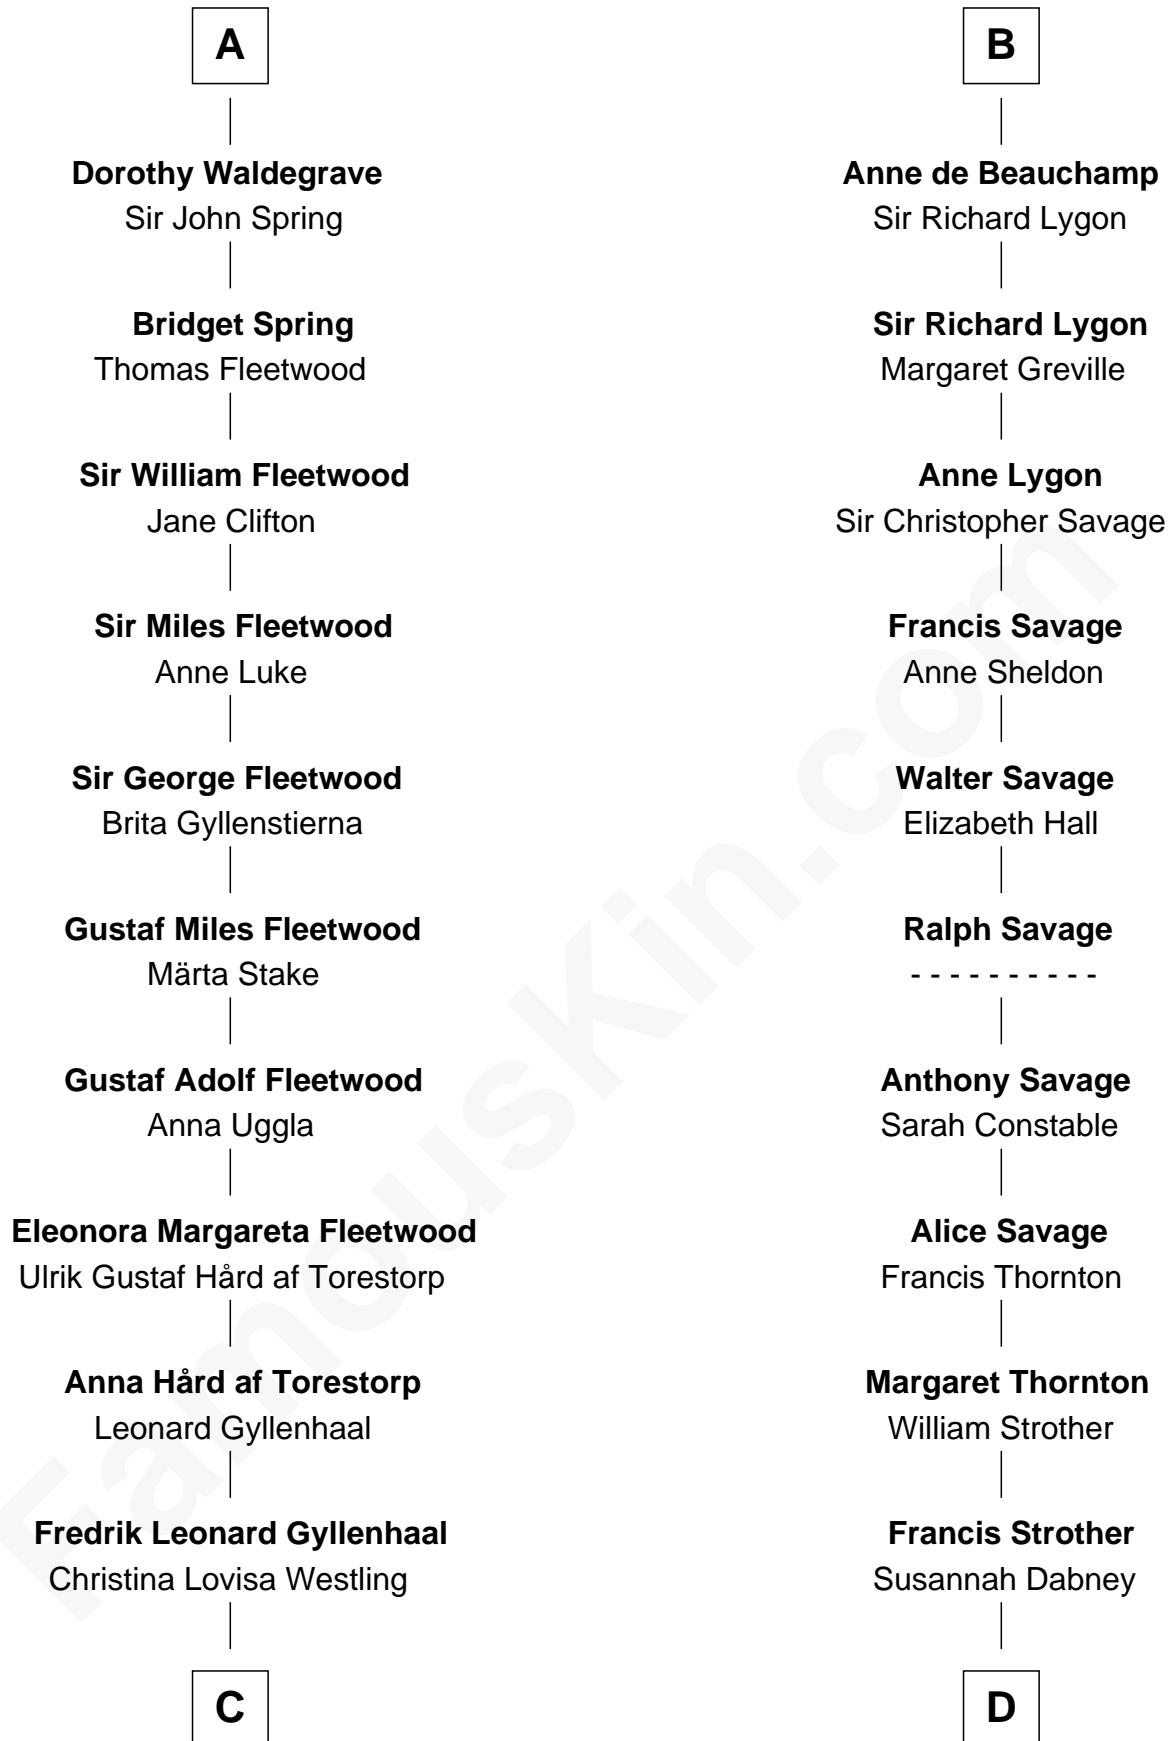 A
Dorothy Waldegrave
Sir John Spring
Bridget Spring
Thomas Fleetwood
Sir William Fleetwood
Jane Clifton
Sir Miles Fleetwood
Anne Luke
Sir George Fleetwood
Brita Gyllenstierna
Gustaf Miles Fleetwood
Märta Stake
Gustaf Adolf Fleetwood
Anna Uggla
Eleonora Margareta Fleetwood
Ulrik Gustaf Hård af Torestorp
Anna Hård af Torestorp
Leonard Gyllenhaal
Fredrik Leonard Gyllenhaal
Christina Lovisa Westling
C
B
Anne de Beauchamp
Sir Richard Lygon
Sir Richard Lygon
Margaret Greville
Anne Lygon
Sir Christopher Savage
Francis Savage
Anne Sheldon
Walter Savage
Elizabeth Hall
Ralph Savage
- - - - - - - - - -
Anthony Savage
Sarah Constable
Alice Savage
Francis Thornton
Margaret Thornton
William Strother
Francis Strother
Susannah Dabney
D
FamousKin.com